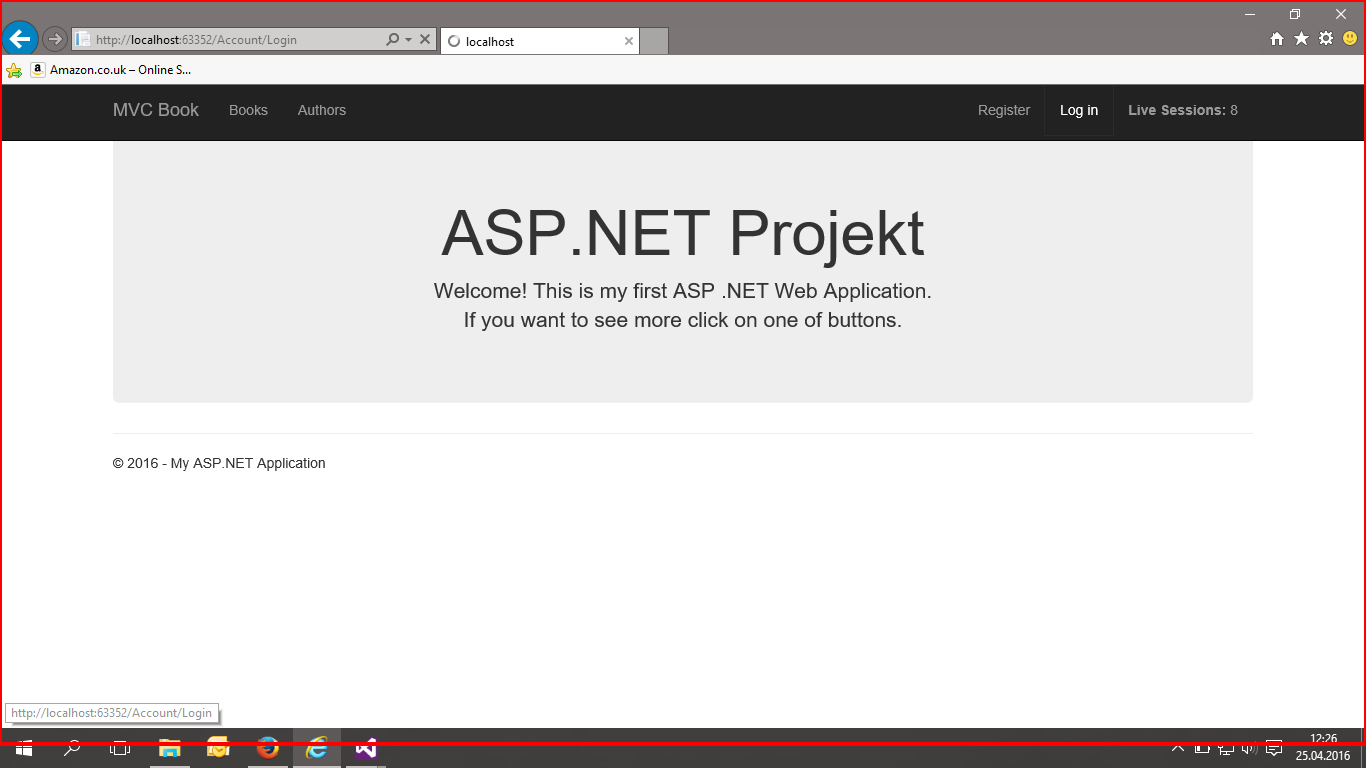 http://localhost:63352/Account/Login
localhost
Amazon.co.uk – Online S...
MVC Book
Books
Authors
Register
Log in
Live Sessions: 8
ASP.NET Projekt
Welcome! This is my first ASP .NET Web Application.
If you want to see more click on one of buttons.
© 2016 - My ASP.NET Application
http://localhost:63352/Account/Login
12:26
25.04.2016